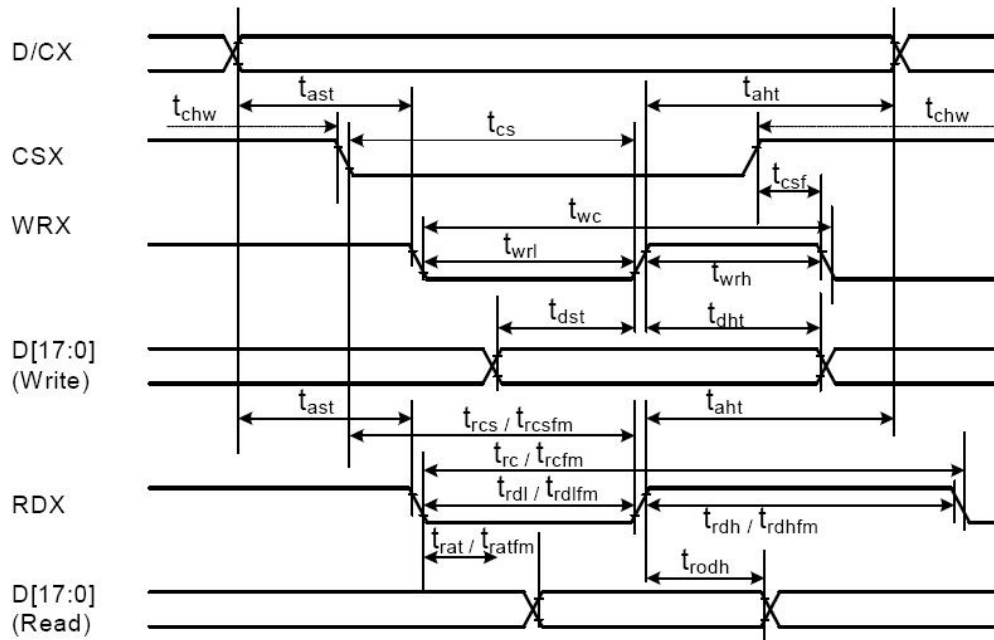 D/CX
t_ast
t_aht
t_chw
t_chw
t_cs
CSX
t_csf
WRX
t_wc
t_wrl
t_wrh
t_dst
t_dht
D[17:0]
(Write)
t_ast
t_aht
t_rcs / t_rcsfm
t_rc / t_rcfm
RDX
t_rdl / t_rdlfm
t_rdh / t_rdhfm
t_rat / t_ratfm
t_rodh
D[17:0]
(Read)